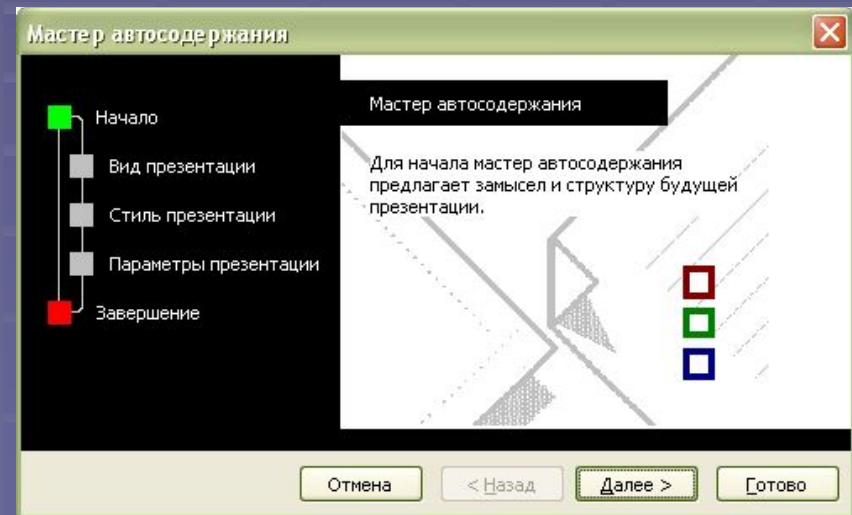 Мастер автосодержания
Начало
Вид презентации
Стиль презентации
Параметры презентации
Завершение
Мастер автосодержания
Для начала мастер автосодержания
предлагает замысел и структуру будущей
презентации.
Отмена
< Назад
Далее >
Готово